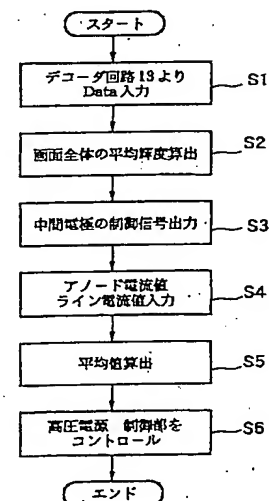 スタート
デコーダ回路13より
Data入力
S1
画面全体の平均輝度算出
S2
中間電極の制御信号出力
S3
アノード電流値
ライン電流値入力
S4
平均値算出
S5
高圧電源 制御部を
コントロール
S6
エンド